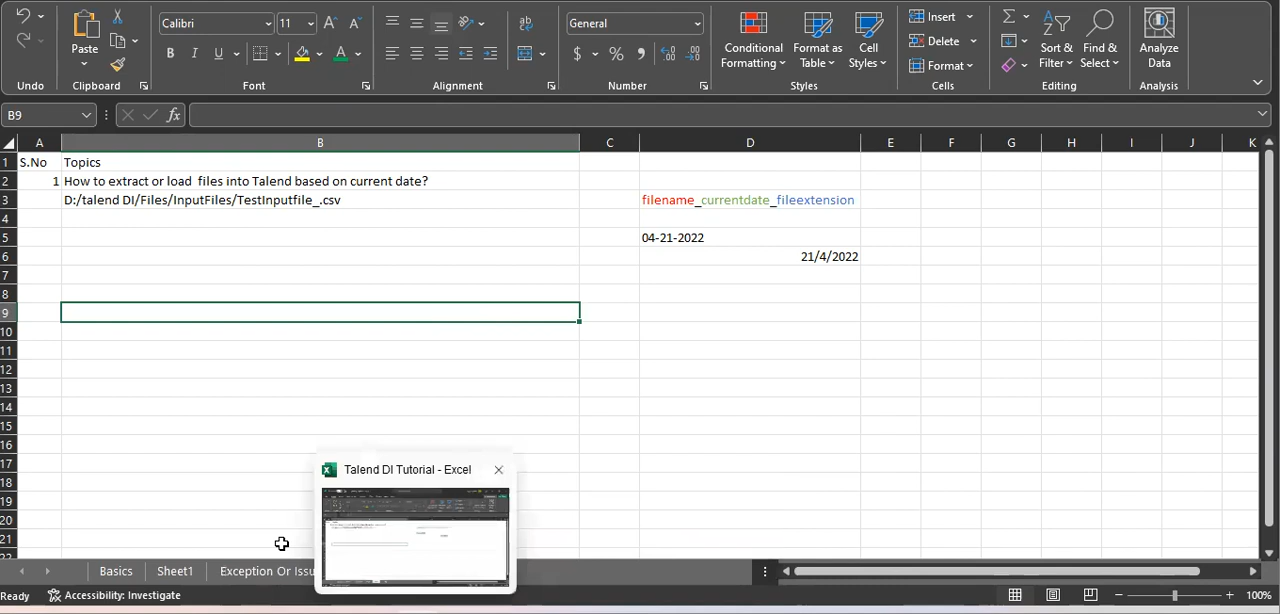 Calibri
11
General
Insert
Delete
Format
Paste
Conditional
Formatting
Format as
Table
Cell
Styles
Sort &
Filter
Find &
Select
Analyze
Data
Undo
Clipboard
Font
Alignment
Number
Styles
Cells
Editing
Analysis
B9
fx
A B C D E F G H I J K
1 S.No Topics
2 1 How to extract or load files into Talend based on current date?
3 D:/talend DI/Files/InputFiles/TestInputfile_.csv filename_currentdate_fileextension
4
5 04-21-2022
6 21/4/2022
7
8
9
10
11
12
13
14
15
16
17
18
19
20
21
Talend DI Tutorial - Excel
Basics Sheet1 Exception Or Issu
Ready Accessibility: Investigate 100%